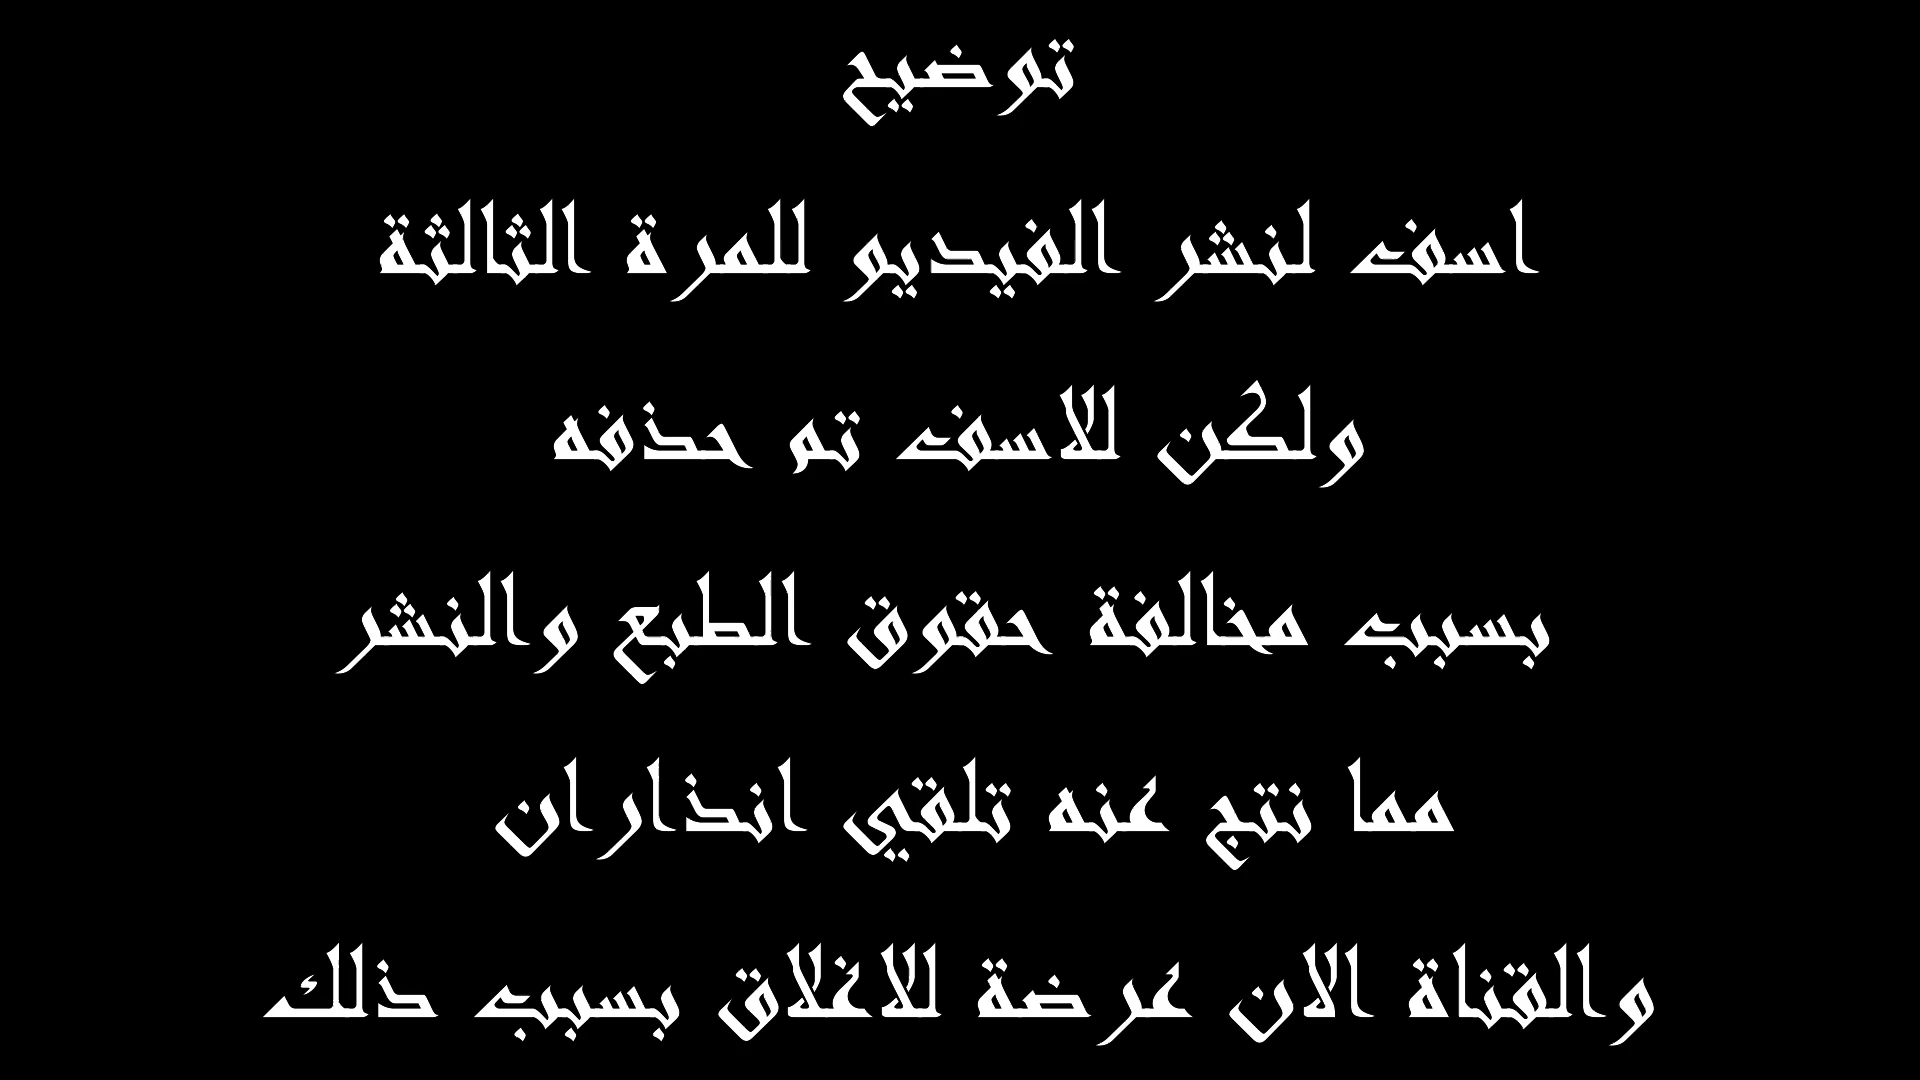 توضيح
اسف لنشر الفيديو للمرة الثالثة
ولكن للاسف تم حذفه
بسبب مخالفة حقوق الطبع والنشر
مما نتج عنه تلقي انذاران
والقناة الان عرضة للاغلاق بسبب ذلك